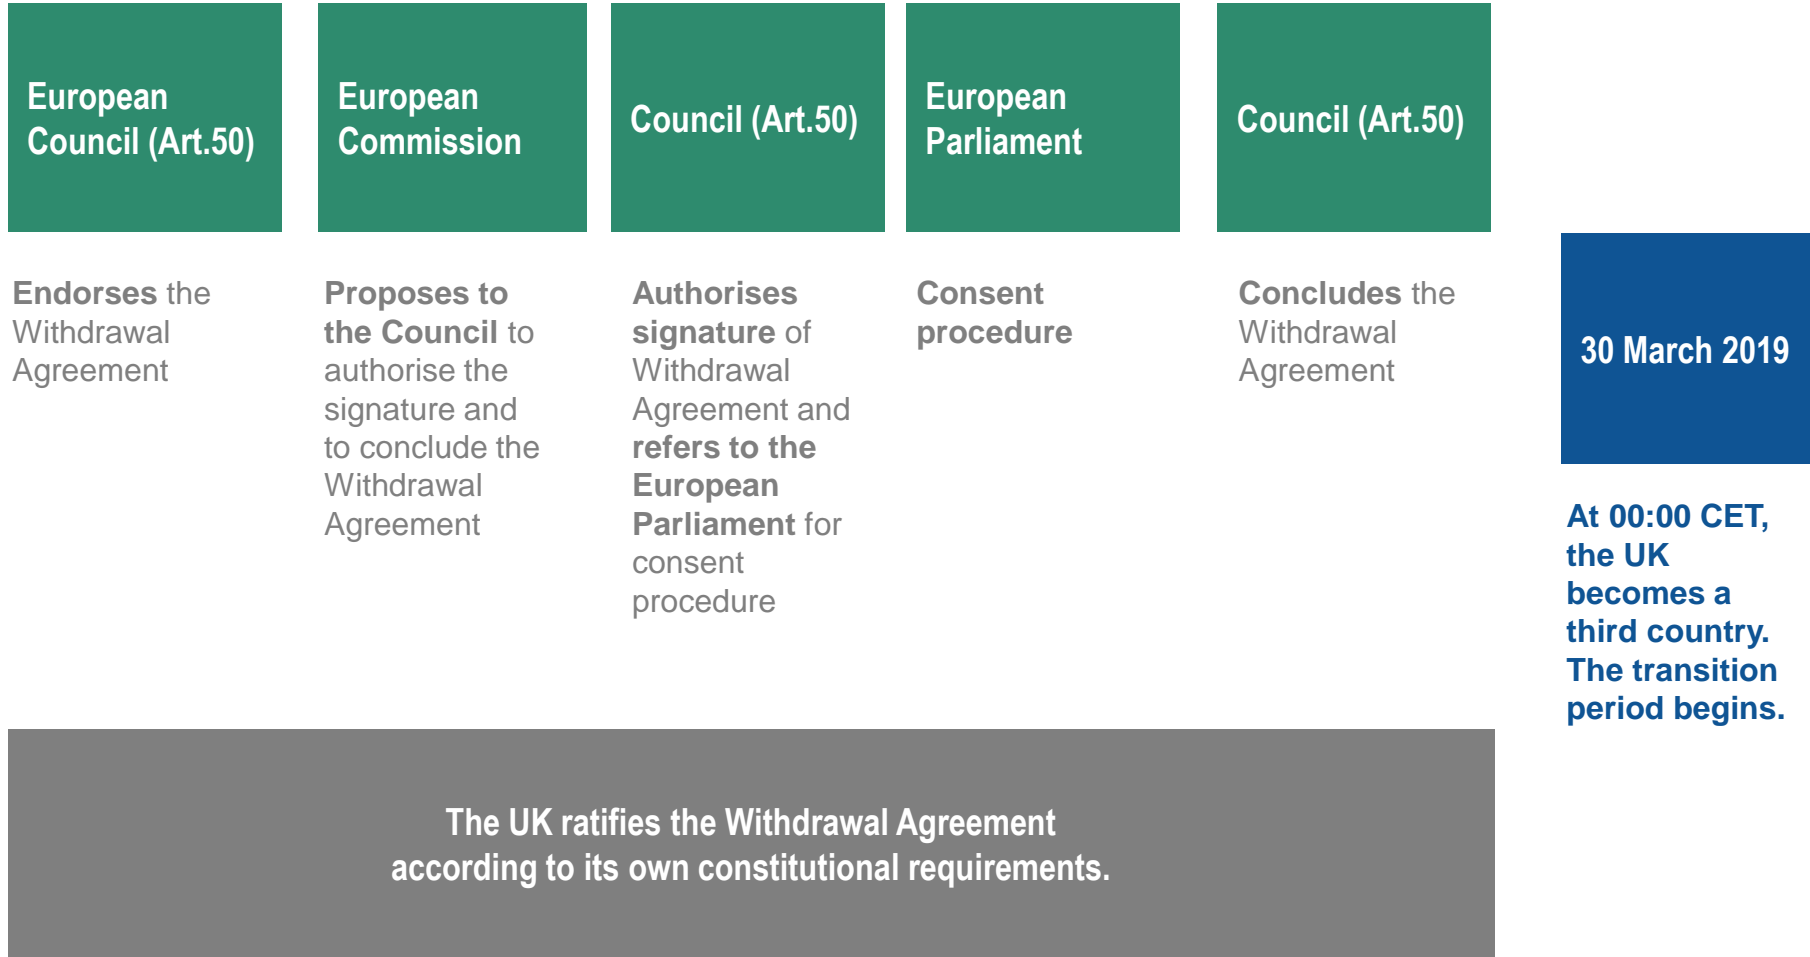 European
Council (Art.50)
Endorses the
Withdrawal
Agreement
European
Commission
Proposes to
the Council to
authorise the
signature and
to conclude the
Withdrawal
Agreement
Council (Art.50)
Authorises
signature of
Withdrawal
Agreement and
refers to the
European
Parliament for
consent
procedure
European
Parliament
Consent
procedure
Council (Art.50)
Concludes the
Withdrawal
Agreement
30 March 2019
At 00:00 CET,
the UK
becomes a
third country.
The transition
period begins.
The UK ratifies the Withdrawal Agreement
according to its own constitutional requirements.